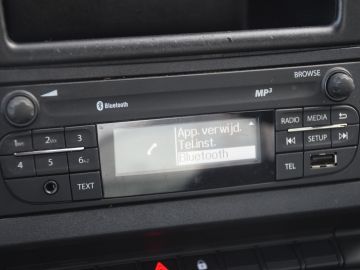 BROWSE
Bluetooth
MP3
App. verwijd.
Tel.inst.
Bluetooth
RADIO MEDIA
SETUP
TEL
1 2 3
4 5 6
TEXT